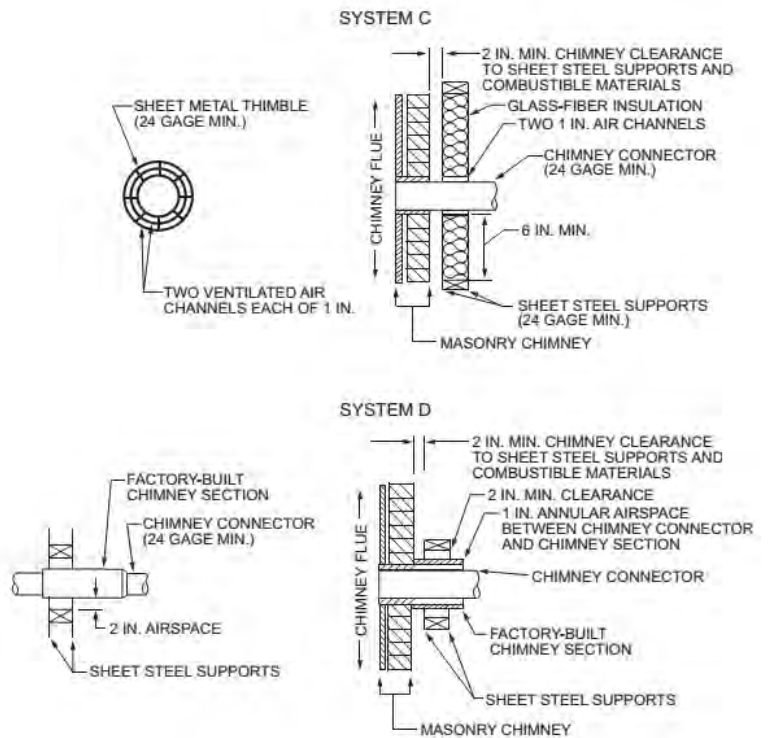 SYSTEM C
SHEET METAL THIMBLE
(24 GAGE MIN.)
TWO VENTILATED AIR
CHANNELS EACH OF 1 IN.
2 IN. MIN. CHIMNEY CLEARANCE
TO SHEET STEEL SUPPORTS AND
COMBUSTIBLE MATERIALS
GLASS-FIBER INSULATION
TWO 1 IN. AIR CHANNELS
CHIMNEY CONNECTOR
(24 GAGE MIN.)
CHIMNEY FLUE
6 IN. MIN.
SHEET STEEL SUPPORTS
(24 GAGE MIN.)
MASONRY CHIMNEY
SYSTEM D
FACTORY-BUILT
CHIMNEY SECTION
CHIMNEY CONNECTOR
(24 GAGE MIN.)
2 IN. AIRSPACE
SHEET STEEL SUPPORTS
2 IN. MIN. CHIMNEY CLEARANCE
TO SHEET STEEL SUPPORTS AND
COMBUSTIBLE MATERIALS
2 IN. MIN. CLEARANCE
1 IN. ANNULAR AIRSPACE
BETWEEN CHIMNEY CONNECTOR
AND CHIMNEY SECTION
CHIMNEY FLUE
CHIMNEY CONNECTOR
FACTORY-BUILT
CHIMNEY SECTION
SHEET STEEL SUPPORTS
MASONRY CHIMNEY